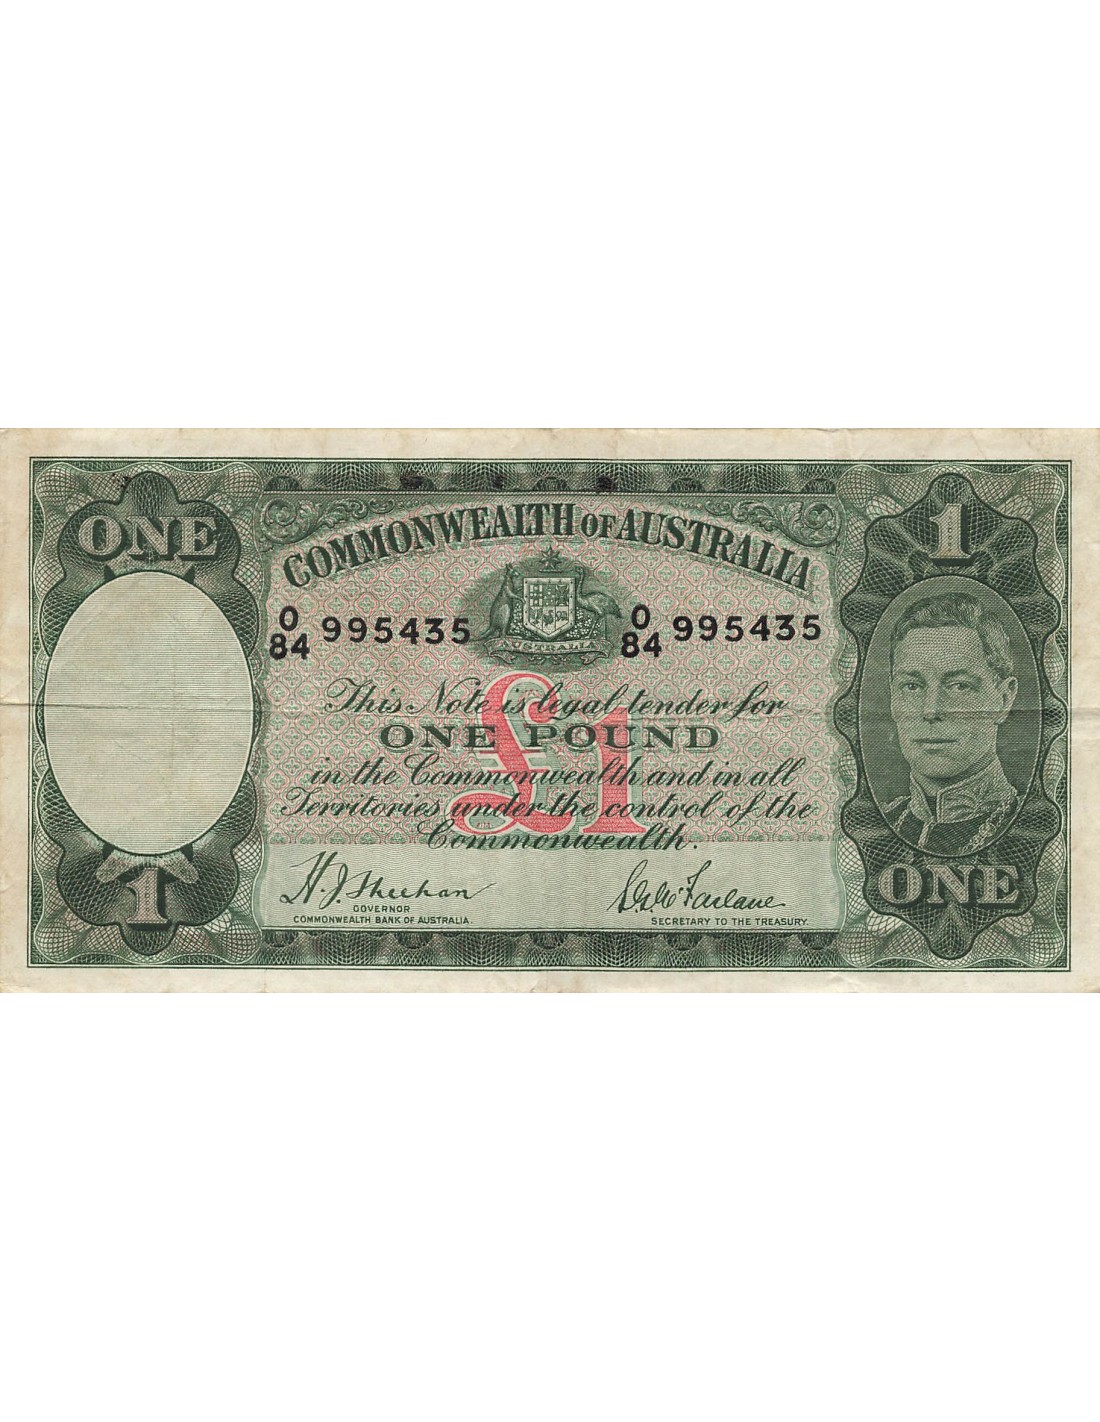 ONE
1
COMMONWEALTH OF AUSTRALIA
O/84 995435
O/84 995435
AUSTRALIA
£1
This Note is legal tender for
ONE POUND
in the Commonwealth and in all
Territories under the control of the
Commonwealth.
H. J. Sheehan
GOVERNOR
COMMONWEALTH BANK OF AUSTRALIA.
S. G. McFarlane
SECRETARY TO THE TREASURY.
1
ONE